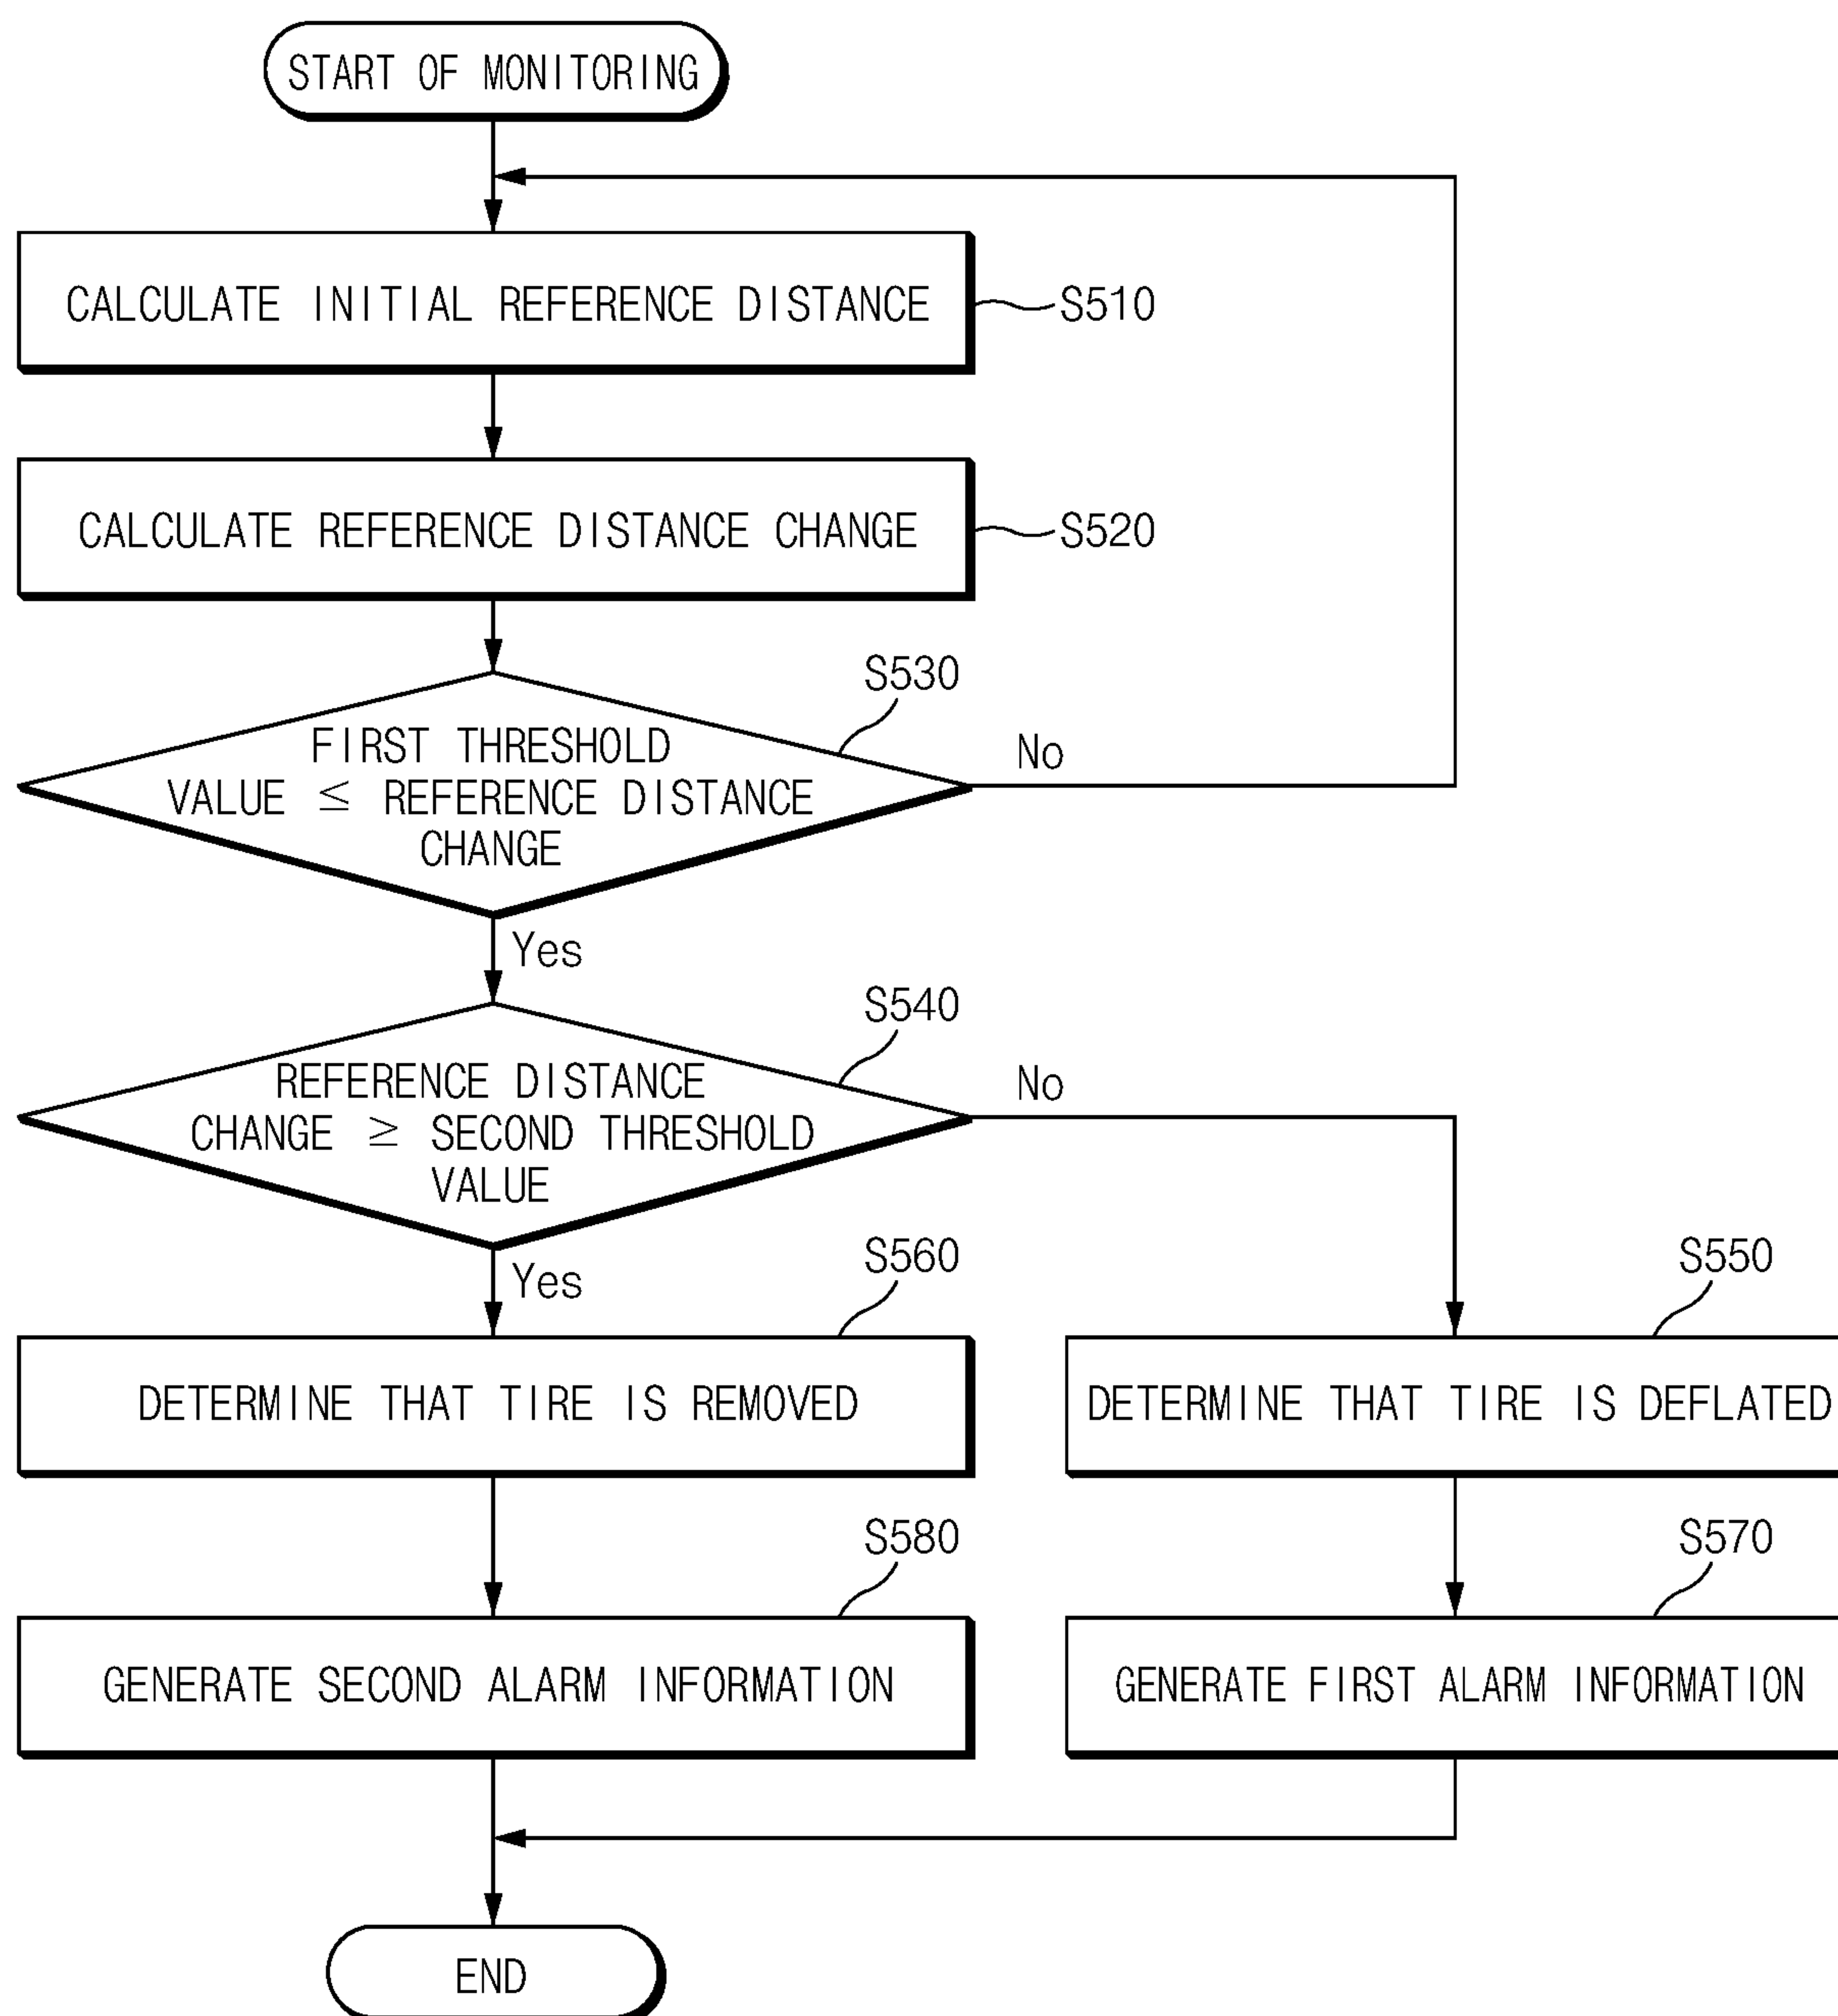 START OF MONITORING
CALCULATE INITIAL REFERENCE DISTANCE
S510
CALCULATE REFERENCE DISTANCE CHANGE
S520
S530
FIRST THRESHOLD
VALUE ≤ REFERENCE DISTANCE
CHANGE
No
Yes
S540
REFERENCE DISTANCE
CHANGE ≥ SECOND THRESHOLD
VALUE
No
Yes
S560
DETERMINE THAT TIRE IS REMOVED
S550
DETERMINE THAT TIRE IS DEFLATED
S580
GENERATE SECOND ALARM INFORMATION
S570
GENERATE FIRST ALARM INFORMATION
END